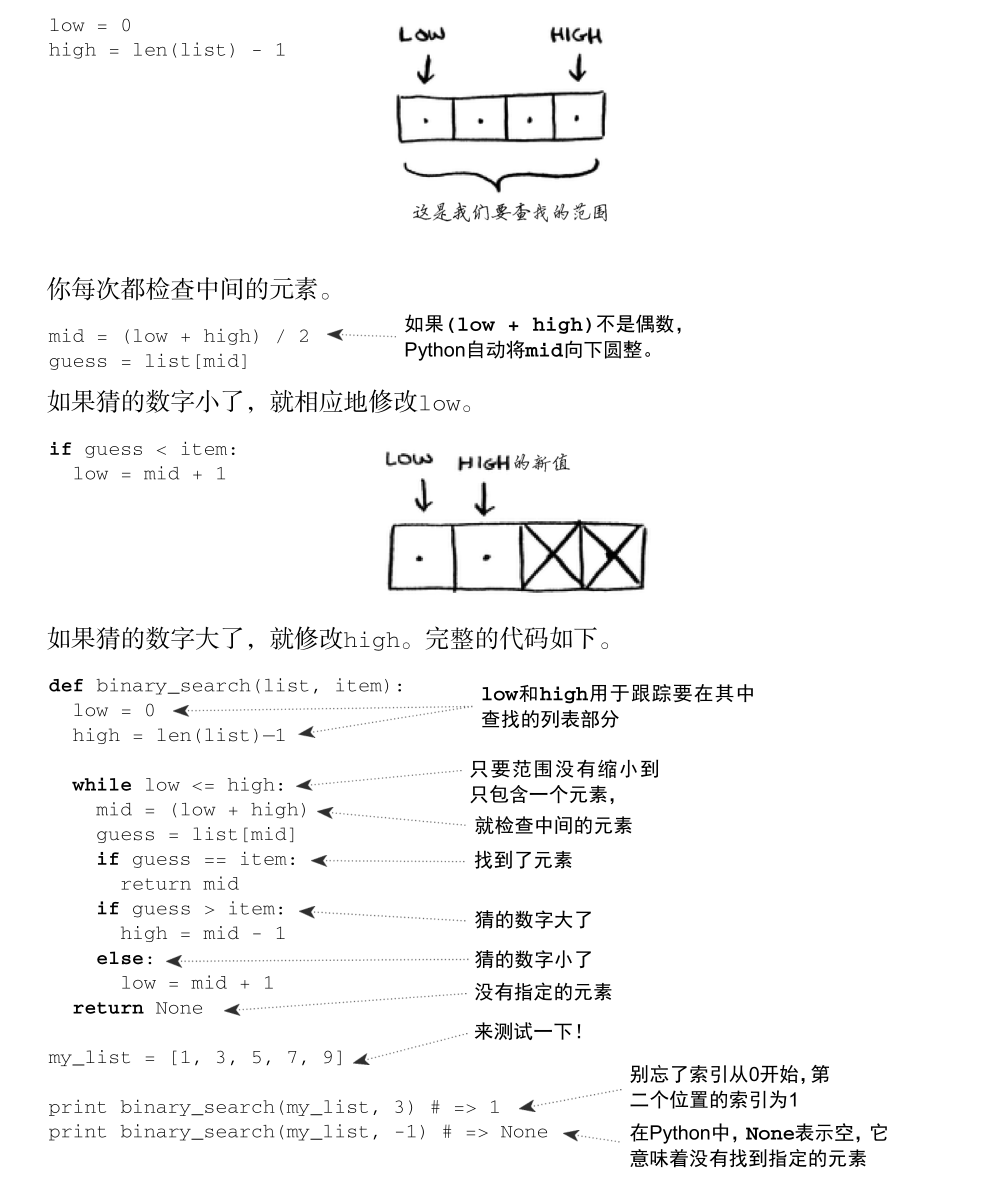 low = 0
high = len(list) - 1
LOW HIGH
这是我们要查找的范围
你每次都检查中间的元素。
mid = (low + high) / 2
guess = list[mid]
如果(low + high)不是偶数，
Python自动将mid向下圆整。
如果猜的数字小了，就相应地修改low。
if guess < item:
  low = mid + 1
LOW HIGH的新值
如果猜的数字大了，就修改high。完整的代码如下。
def binary_search(list, item):
  low = 0
  high = len(list)—1
low和high用于跟踪要在其中
查找的列表部分
  while low <= high:
只要范围没有缩小到
只包含一个元素，
    mid = (low + high)
就检查中间的元素
    guess = list[mid]
    if guess == item:
找到了元素
      return mid
    if guess > item:
猜的数字大了
      high = mid - 1
    else:
猜的数字小了
      low = mid + 1
  return None
没有指定的元素
来测试一下！
my_list = [1, 3, 5, 7, 9]
别忘了索引从0开始，第
二个位置的索引为1
print binary_search(my_list, 3) # => 1
print binary_search(my_list, -1) # => None
在Python中，None表示空，它
意味着没有找到指定的元素